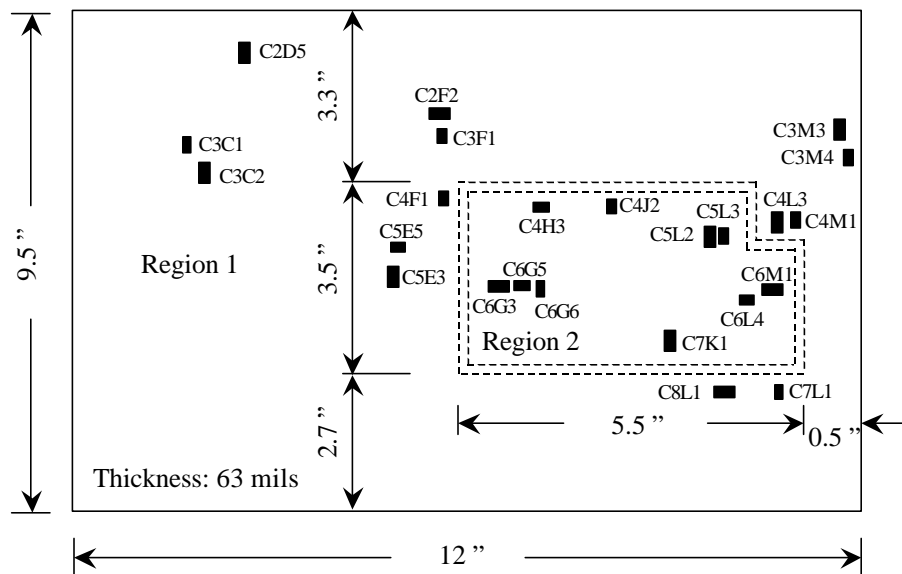 C2D5
3.3 ”
C2F2
C3M3
C3F1
C3C1
C3M4
C3C2
C4F1
C4H3
C4J2
C5L3
C4L3
C4M1
C5E5
C5L2
9.5 ”
Region 1
3.5 ”
C5E3
C6G5
C6M1
C6G3
C6G6
C6L4
Region 2
C7K1
C8L1
C7L1
2.7 ”
5.5 ”
0.5 ”
Thickness: 63 mils
12 ”